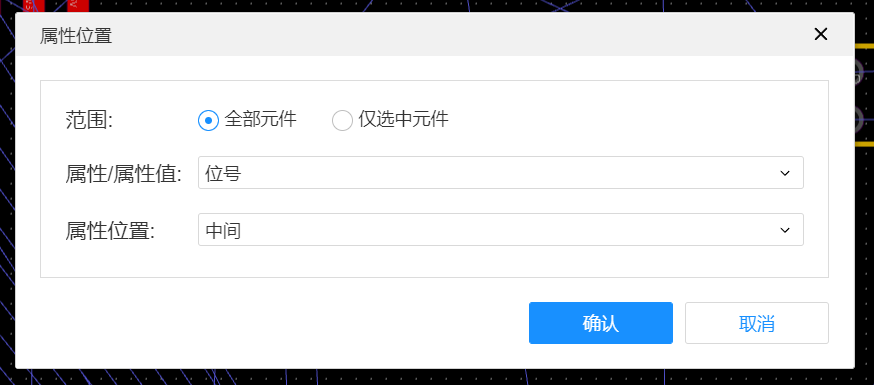 属性位置
范围: 全部元件 仅选中元件
属性/属性值: 位号
属性位置: 中间
确认 取消